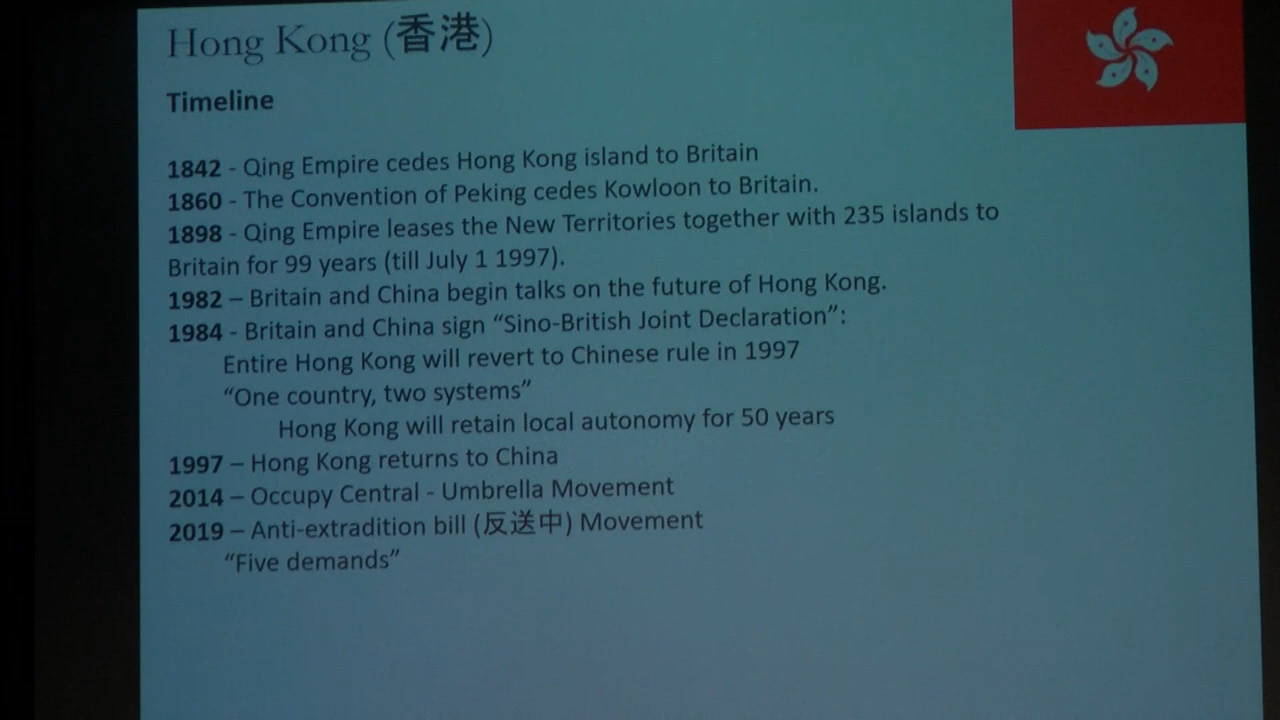 Hong Kong (香港)
Timeline
1842 - Qing Empire cedes Hong Kong island to Britain
1860 - The Convention of Peking cedes Kowloon to Britain.
1898 - Qing Empire leases the New Territories together with 235 islands to
Britain for 99 years (till July 1 1997).
1982 – Britain and China begin talks on the future of Hong Kong.
1984 - Britain and China sign “Sino-British Joint Declaration”:
Entire Hong Kong will revert to Chinese rule in 1997
“One country, two systems”
Hong Kong will retain local autonomy for 50 years
1997 – Hong Kong returns to China
2014 – Occupy Central - Umbrella Movement
2019 – Anti-extradition bill (反送中) Movement
“Five demands”